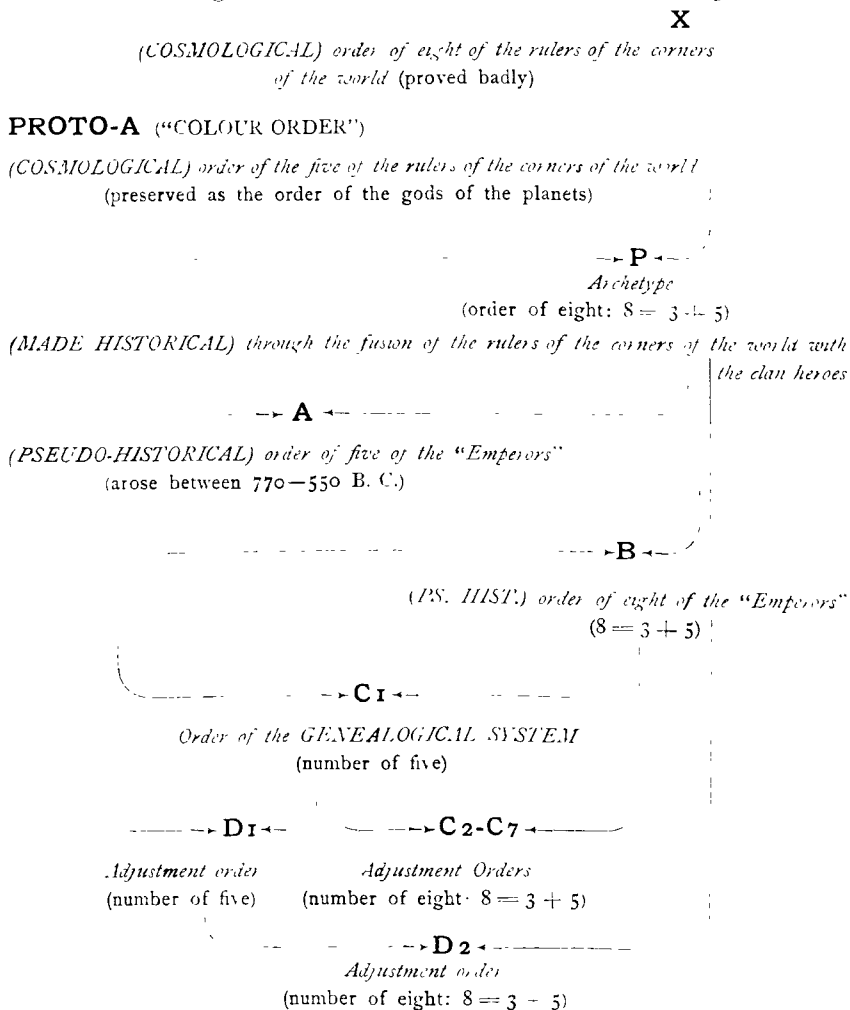 X
(COSMOLOGICAL) order of eight of the rulers of the corners
of the world (proved badly)
PROTO-A ("COLOUR ORDER")
(COSMOLOGICAL) order of the five of the rulers of the corners of the world
(preserved as the order of the gods of the planets)
P
Archetype
(order of eight: 8 = 3 + 5)
(MADE HISTORICAL) through the fusion of the rulers of the corners of the world with
the clan heroes
A
(PSEUDO-HISTORICAL) order of five of the "Emperors"
(arose between 770—550 B. C.)
B
(PS. HIST.) order of eight of the "Emperors"
(8 = 3 + 5)
C1
Order of the GENEALOGICAL SYSTEM
(number of five)
D1 C2-C7
Adjustment order Adjustment Orders
(number of five) (number of eight: 8 = 3 + 5)
D2
Adjustment order
(number of eight: 8 = 3 + 5)